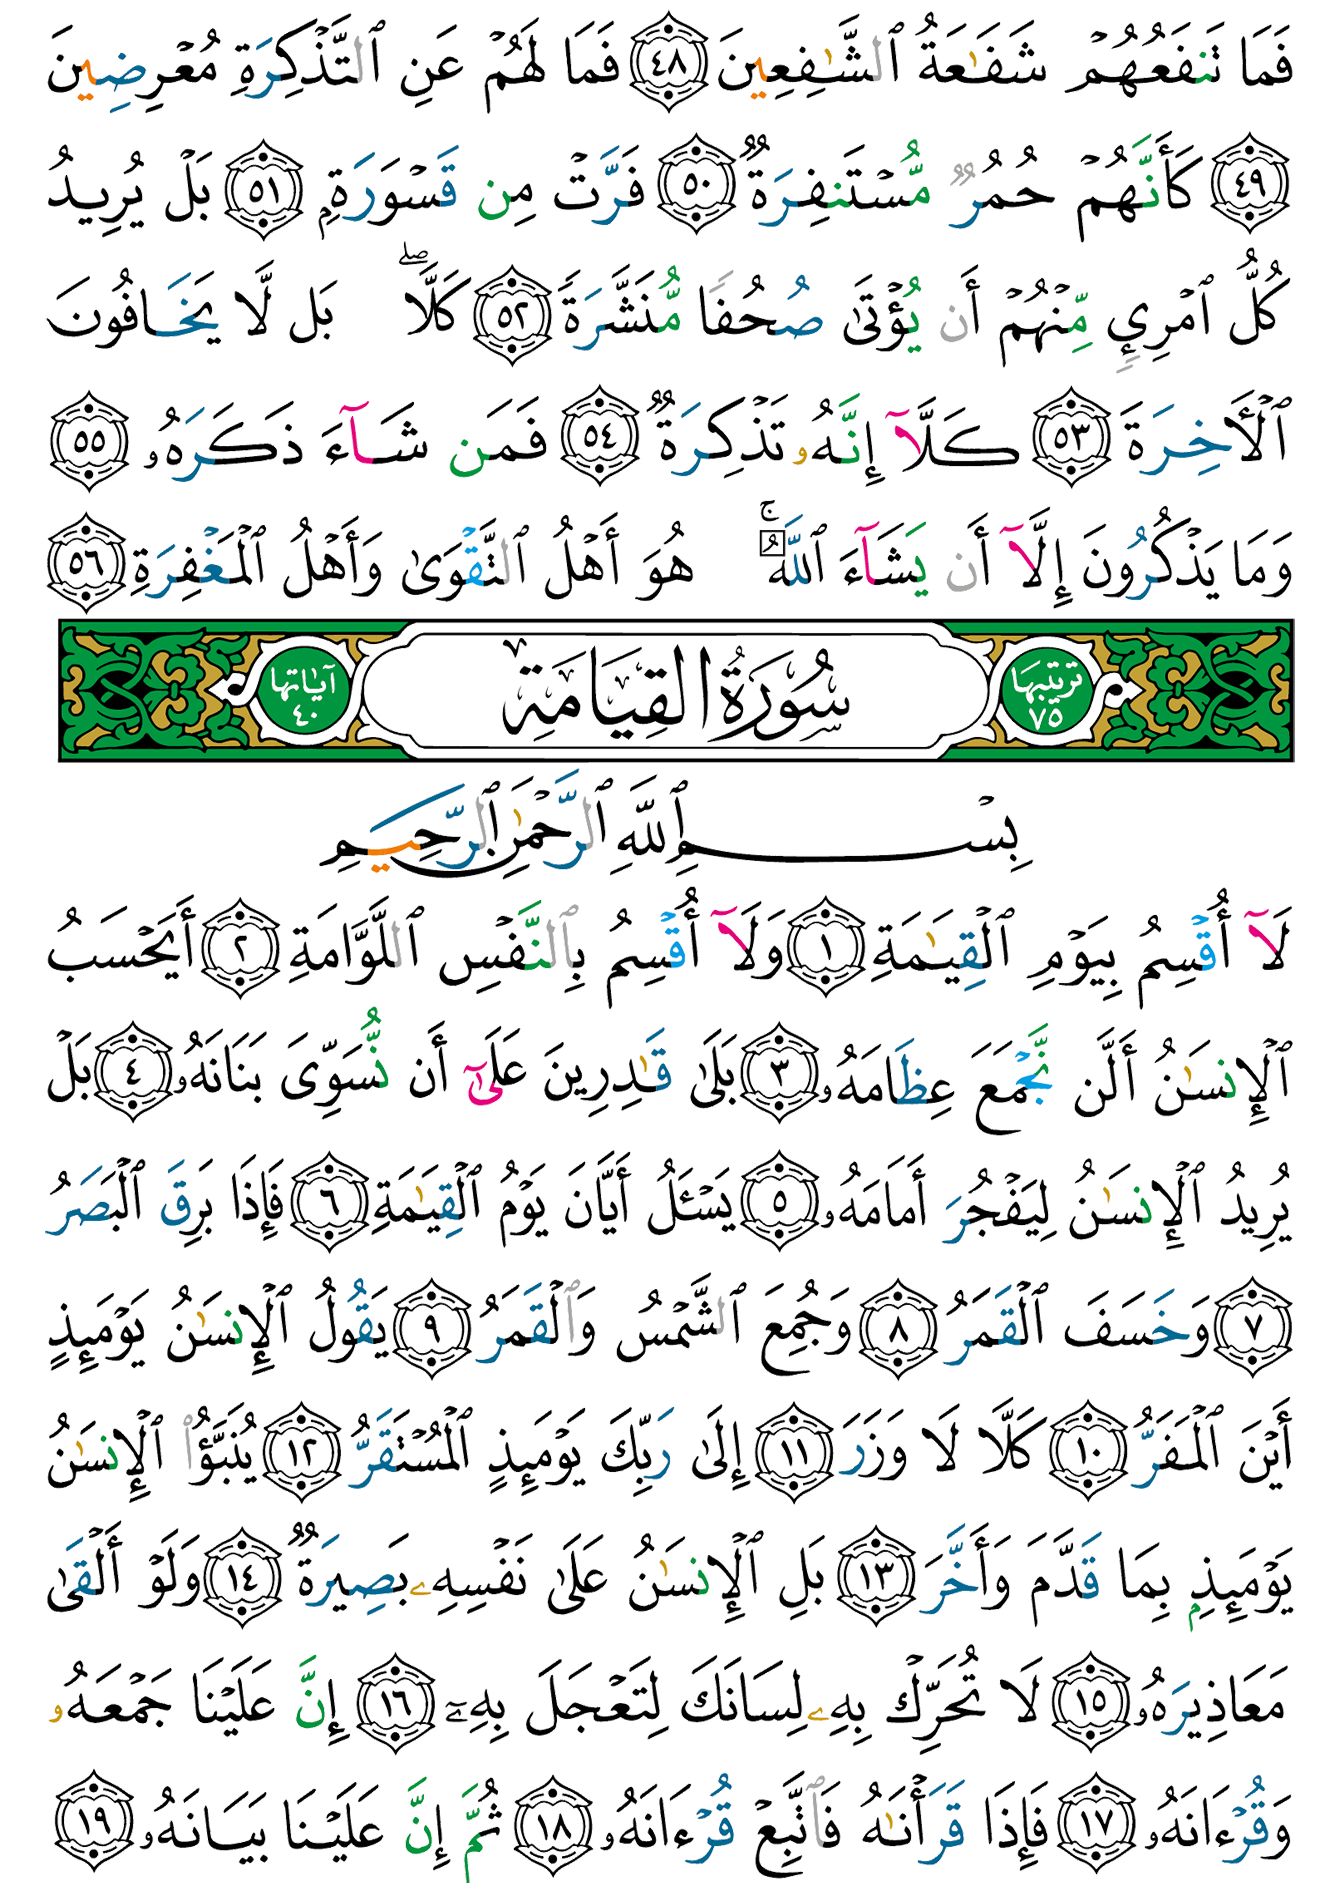 فَمَا تَنفَعُهُمْ شَفَـٰعَةُ ٱلشَّـٰفِعِينَ ٤٨ فَمَا لَهُمْ عَنِ ٱلتَّذْكِرَةِ مُعْرِضِينَ
٤٩ كَأَنَّهُمْ حُمُرٌ مُّسْتَنفِرَةٌ ٥٠ فَرَّتْ مِن قَسْوَرَةٍۭ ٥١ بَلْ يُرِيدُ
كُلُّ ٱمْرِئٍ مِّنْهُمْ أَن يُؤْتَىٰ صُحُفًا مُّنَشَّرَةً ٥٢ كَلَّاۖ بَل لَّا يَخَافُونَ
ٱلْـَٔاخِرَةَ ٥٣ كَلَّآ إِنَّهُۥ تَذْكِرَةٌ ٥٤ فَمَن شَآءَ ذَكَرَهُۥ ٥٥
وَمَا يَذْكُرُونَ إِلَّآ أَن يَشَآءَ ٱللَّهُۚ هُوَ أَهْلُ ٱلتَّقْوَىٰ وَأَهْلُ ٱلْمَغْفِرَةِ ٥٦
ترتيبها ٧٥ سُورَةُ القِيَامَةِ آيَاتها ٤٠
بِسْمِ ٱللَّهِ ٱلرَّحْمَـٰنِ ٱلرَّحِيمِ
لَآ أُقْسِمُ بِيَوْمِ ٱلْقِيَـٰمَةِ ١ وَلَآ أُقْسِمُ بِٱلنَّفْسِ ٱللَّوَّامَةِ ٢ أَيَحْسَبُ
ٱلْإِنسَـٰنُ أَلَّن نَّجْمَعَ عِظَامَهُۥ ٣ بَلَىٰ قَـٰدِرِينَ عَلَىٰٓ أَن نُّسَوِّىَ بَنَانَهُۥ ٤ بَلْ
يُرِيدُ ٱلْإِنسَـٰنُ لِيَفْجُرَ أَمَامَهُۥ ٥ يَسْـَٔلُ أَيَّانَ يَوْمُ ٱلْقِيَـٰمَةِ ٦ فَإِذَا بَرِقَ ٱلْبَصَرُ
٧ وَخَسَفَ ٱلْقَمَرُ ٨ وَجُمِعَ ٱلشَّمْسُ وَٱلْقَمَرُ ٩ يَقُولُ ٱلْإِنسَـٰنُ يَوْمَئِذٍ
أَيْنَ ٱلْمَفَرُّ ١٠ كَلَّا لَا وَزَرَ ١١ إِلَىٰ رَبِّكَ يَوْمَئِذٍ ٱلْمُسْتَقَرُّ ١٢ يُنَبَّؤُا۟ ٱلْإِنسَـٰنُ
يَوْمَئِذٍۭ بِمَا قَدَّمَ وَأَخَّرَ ١٣ بَلِ ٱلْإِنسَـٰنُ عَلَىٰ نَفْسِهِۦ بَصِيرَةٌ ١٤ وَلَوْ أَلْقَىٰ
مَعَاذِيرَهُۥ ١٥ لَا تُحَرِّكْ بِهِۦ لِسَانَكَ لِتَعْجَلَ بِهِۦٓ ١٦ إِنَّ عَلَيْنَا جَمْعَهُۥ
وَقُرْءَانَهُۥ ١٧ فَإِذَا قَرَأْنَـٰهُ فَٱتَّبِعْ قُرْءَانَهُۥ ١٨ ثُمَّ إِنَّ عَلَيْنَا بَيَانَهُۥ ١٩